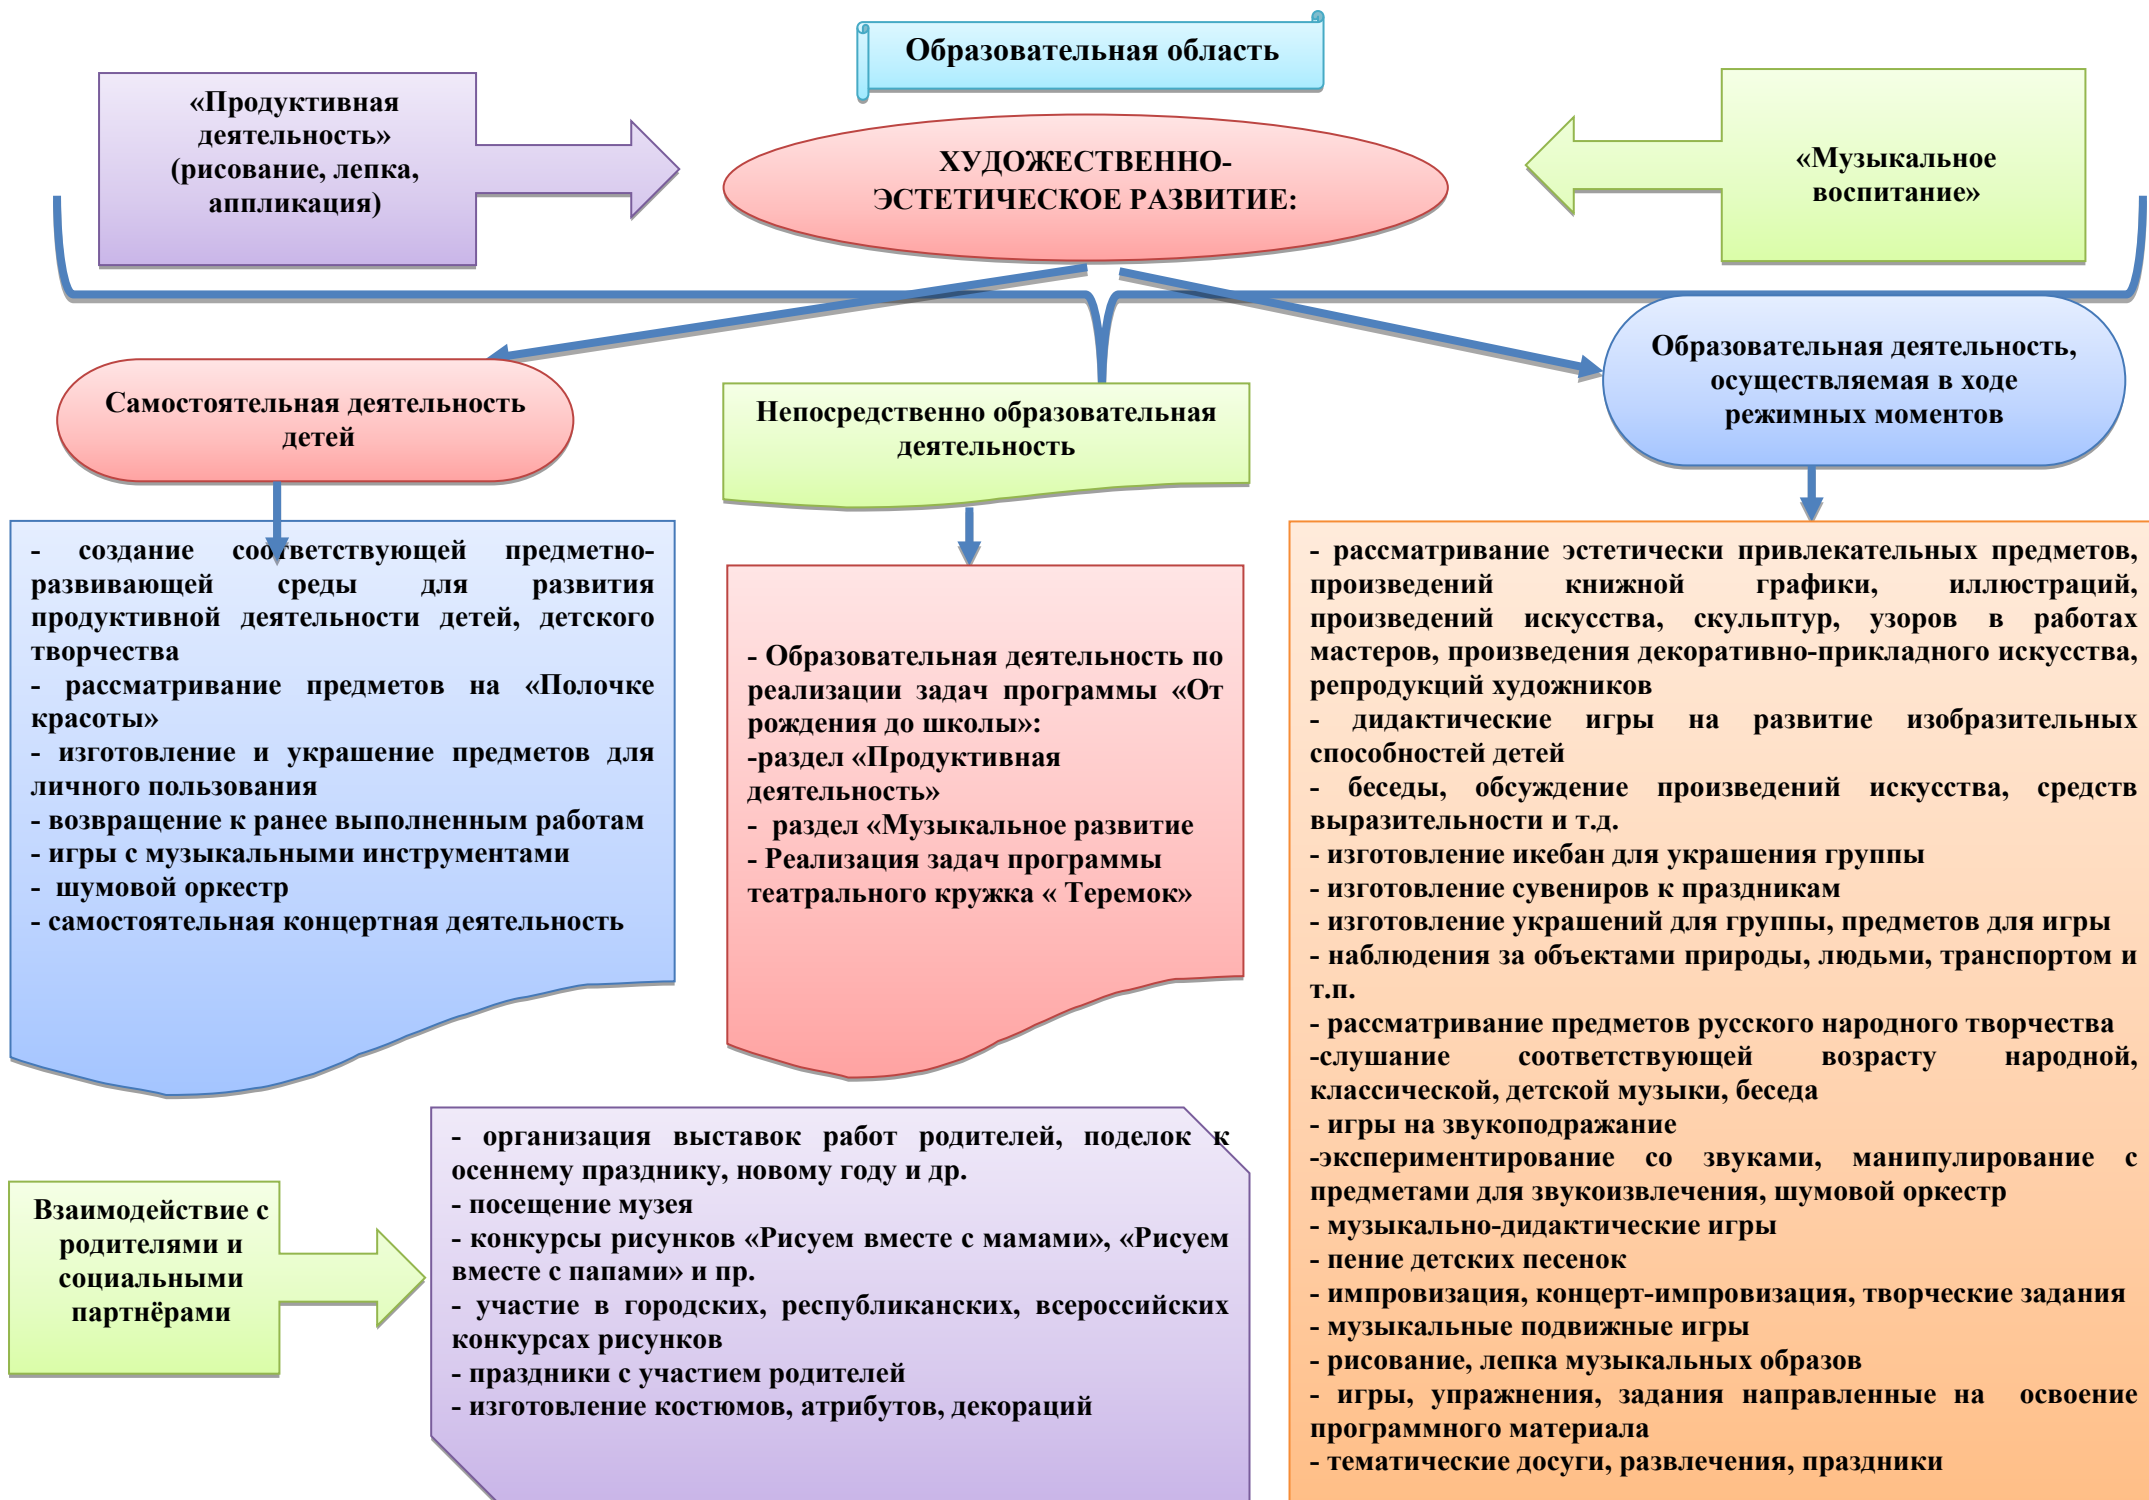 Образовательная область
«Продуктивная
деятельность»
(рисование, лепка,
аппликация)
ХУДОЖЕСТВЕННО-
ЭСТЕТИЧЕСКОЕ РАЗВИТИЕ:
«Музыкальное
воспитание»
Самостоятельная деятельность
детей
Непосредственно образовательная
деятельность
Образовательная деятельность,
осуществляемая в ходе
режимных моментов
- создание соответствующей предметно-
развивающей среды для развития
продуктивной деятельности детей, детского
творчества
- рассматривание предметов на «Полочке
красоты»
- изготовление и украшение предметов для
личного пользования
- возвращение к ранее выполненным работам
- игры с музыкальными инструментами
- шумовой оркестр
- самостоятельная концертная деятельность
- Образовательная деятельность по
реализации задач программы «От
рождения до школы»:
-раздел «Продуктивная
деятельность»
- раздел «Музыкальное развитие
- Реализация задач программы
театрального кружка « Теремок»
- рассматривание эстетически привлекательных предметов,
произведений книжной графики, иллюстраций,
произведений искусства, скульптур, узоров в работах
мастеров, произведения декоративно-прикладного искусства,
репродукций художников
- дидактические игры на развитие изобразительных
способностей детей
- беседы, обсуждение произведений искусства, средств
выразительности и т.д.
- изготовление икебан для украшения группы
- изготовление сувениров к праздникам
- изготовление украшений для группы, предметов для игры
- наблюдения за объектами природы, людьми, транспортом и
т.п.
- рассматривание предметов русского народного творчества
-слушание соответствующей возрасту народной,
классической, детской музыки, беседа
- игры на звукоподражание
-экспериментирование со звуками, манипулирование с
предметами для звукоизвлечения, шумовой оркестр
- музыкально-дидактические игры
- пение детских песенок
- импровизация, концерт-импровизация, творческие задания
- музыкальные подвижные игры
- рисование, лепка музыкальных образов
- игры, упражнения, задания направленные на освоение
программного материала
- тематические досуги, развлечения, праздники
Взаимодействие с
родителями и
социальными
партнёрами
- организация выставок работ родителей, поделок к
осеннему празднику, новому году и др.
- посещение музея
- конкурсы рисунков «Рисуем вместе с мамами», «Рисуем
вместе с папами» и пр.
- участие в городских, республиканских, всероссийских
конкурсах рисунков
- праздники с участием родителей
- изготовление костюмов, атрибутов, декораций